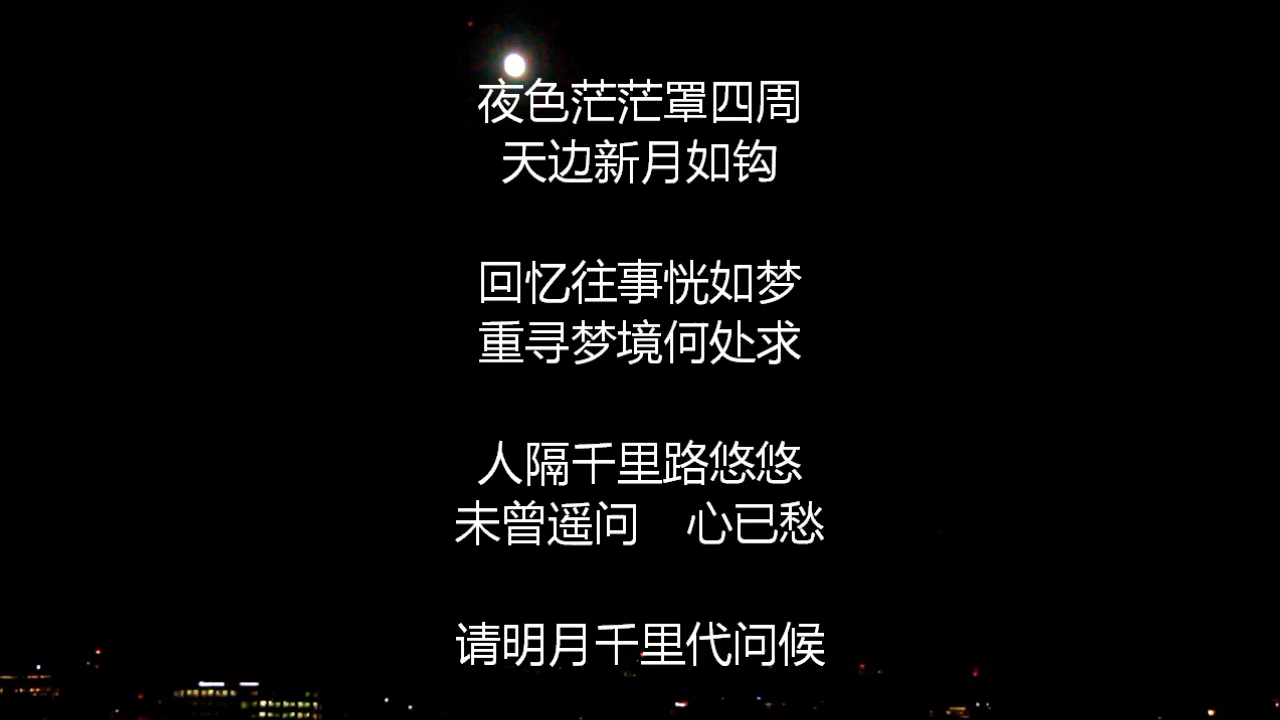 夜色茫茫罩四周
天边新月如钩
回忆往事恍如梦
重寻梦境何处求
人隔千里路悠悠
未曾遥问　心已愁
请明月千里代问候